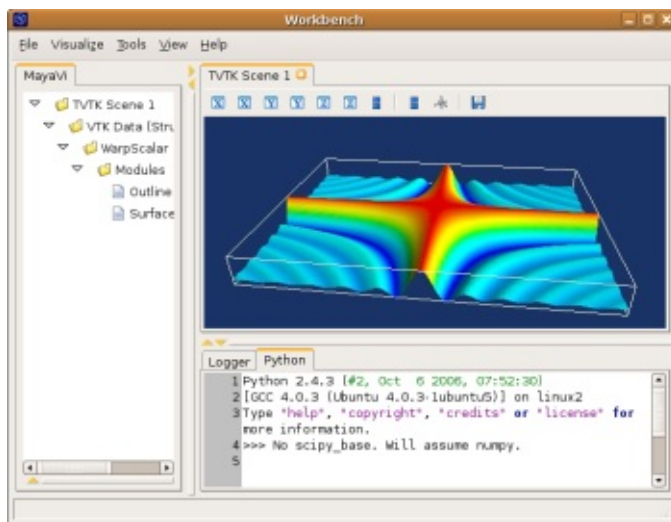 Workbench
File Visualize Tools View Help
MayaVi
TVTK Scene 1
VTK Data (Stru
WarpScalar
Modules
Outline
Surface
TVTK Scene 1
X X Y Y Z Z
Logger Python
1 Python 2.4.3 (#2, Oct 6 2006, 07:52:30)
2 [GCC 4.0.3 (Ubuntu 4.0.3-1ubuntu5)] on linux2
3 Type "help", "copyright", "credits" or "license" for
more information.
4 >>> No scipy_base. Will assume numpy.
5